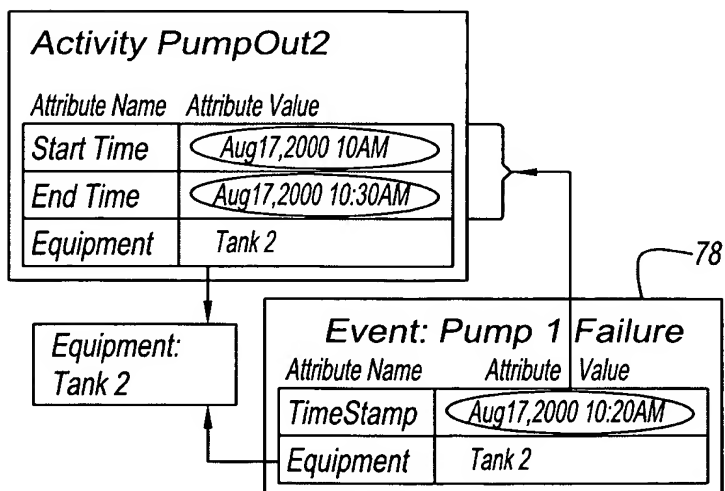 Activity PumpOut2
Attribute Name Attribute Value
Start Time Aug17,2000 10AM
End Time Aug17,2000 10:30AM
Equipment Tank 2
78
Equipment:
Tank 2
Event: Pump 1 Failure
Attribute Name Attribute Value
TimeStamp Aug17,2000 10:20AM
Equipment Tank 2